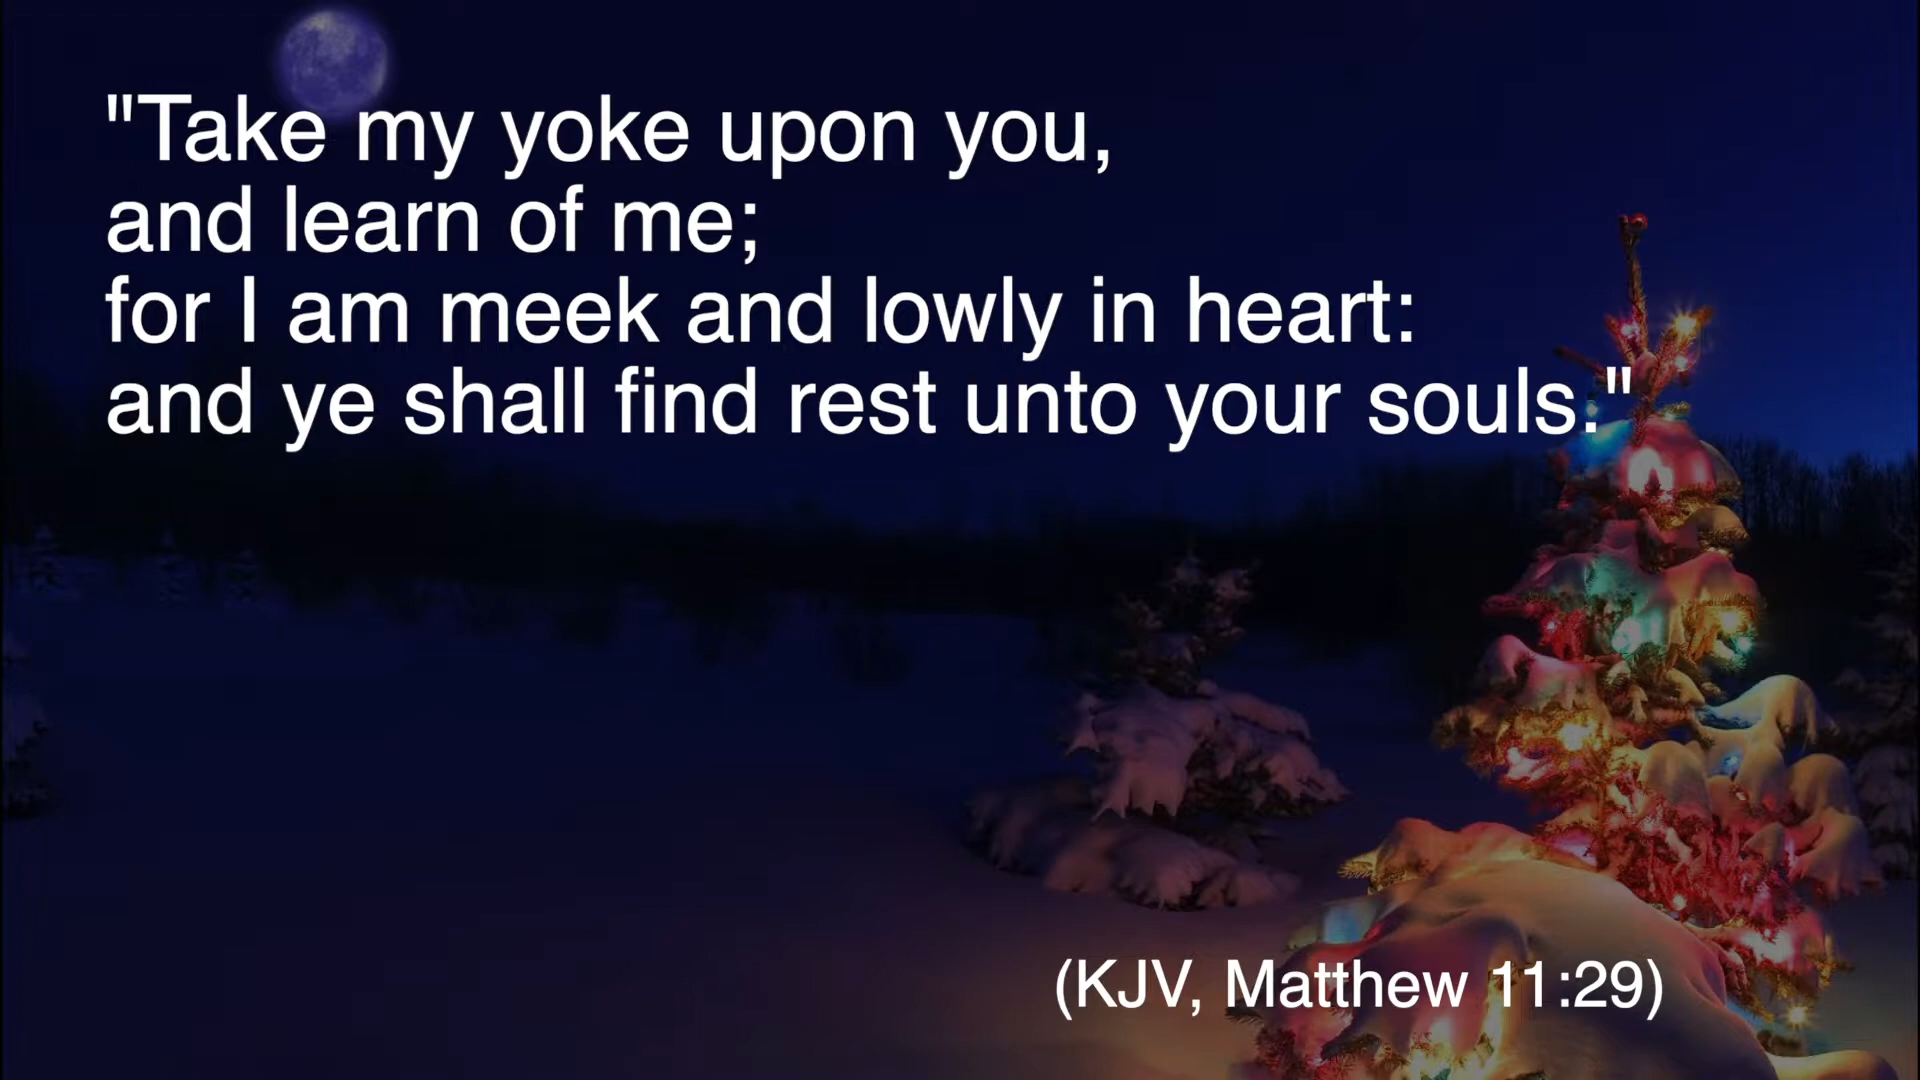 "Take my yoke upon you,
and learn of me;
for I am meek and lowly in heart:
and ye shall find rest unto your souls."
(KJV, Matthew 11:29)